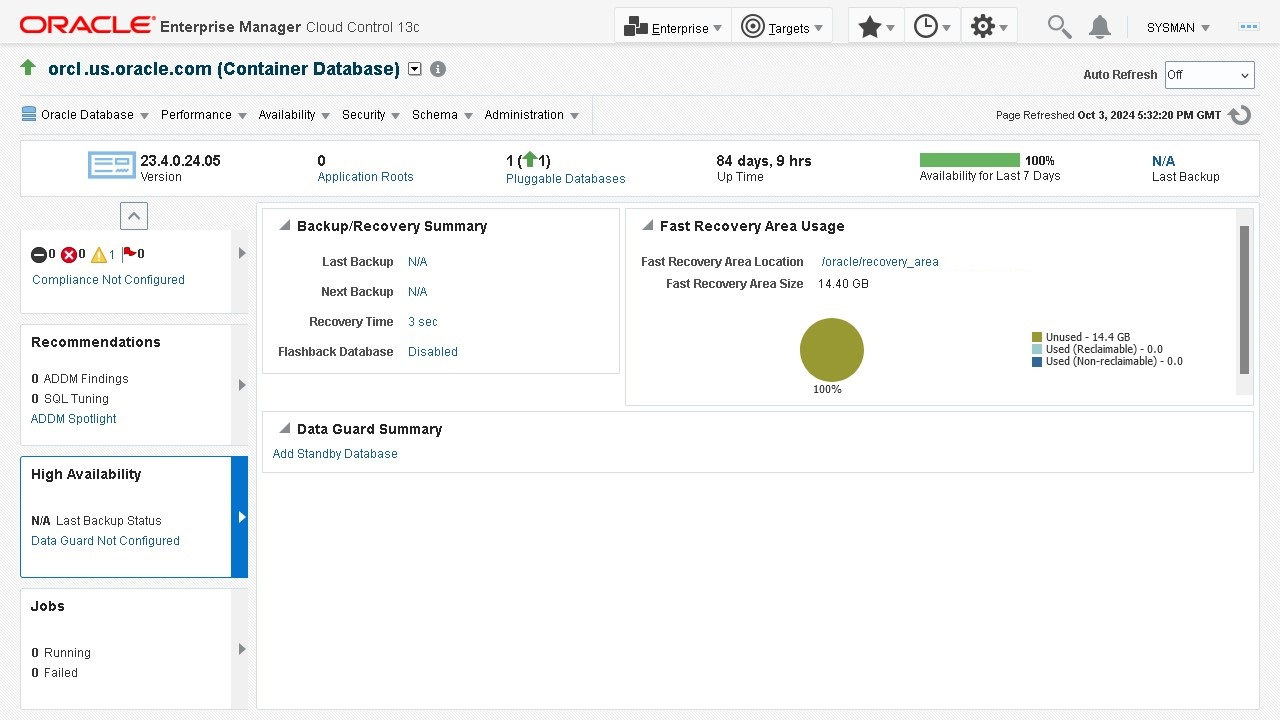 ORACLE Enterprise Manager Cloud Control 13c
Enterprise
Targets
SYSMAN
orcl.us.oracle.com (Container Database)
Auto Refresh Off
Oracle Database
Performance
Availability
Security
Schema
Administration
Page Refreshed Oct 3, 2024 5:32:20 PM GMT
23.4.0.24.05
Version
0
Application Roots
1 (1)
Pluggable Databases
84 days, 9 hrs
Up Time
100%
Availability for Last 7 Days
N/A
Last Backup
0 0 1 0
Compliance Not Configured
Recommendations
0 ADDM Findings
0 SQL Tuning
ADDM Spotlight
High Availability
N/A Last Backup Status
Data Guard Not Configured
Jobs
0 Running
0 Failed
Backup/Recovery Summary
Last Backup N/A
Next Backup N/A
Recovery Time 3 sec
Flashback Database Disabled
Fast Recovery Area Usage
Fast Recovery Area Location /oracle/recovery_area
Fast Recovery Area Size 14.40 GB
100%
Unused - 14.4 GB
Used (Reclaimable) - 0.0
Used (Non-reclaimable) - 0.0
Data Guard Summary
Add Standby Database